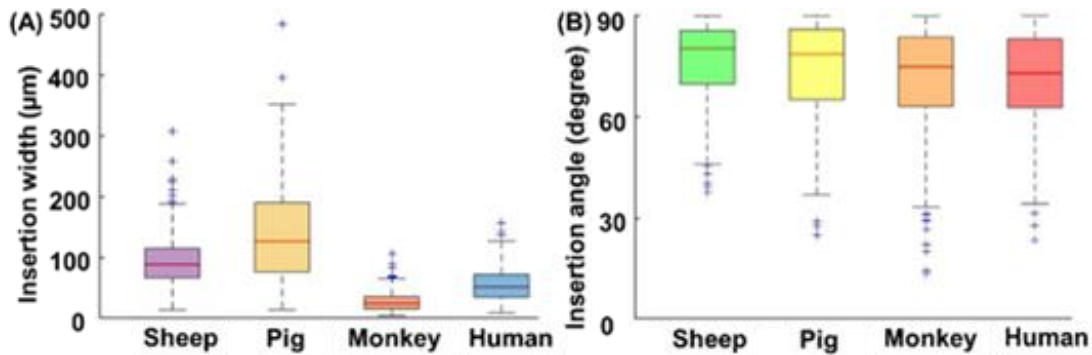 (A)
Insertion width (µm)
500
400
300
200
100
0
Sheep Pig Monkey Human
(B)
Insertion angle (degree)
90
60
30
0
Sheep Pig Monkey Human